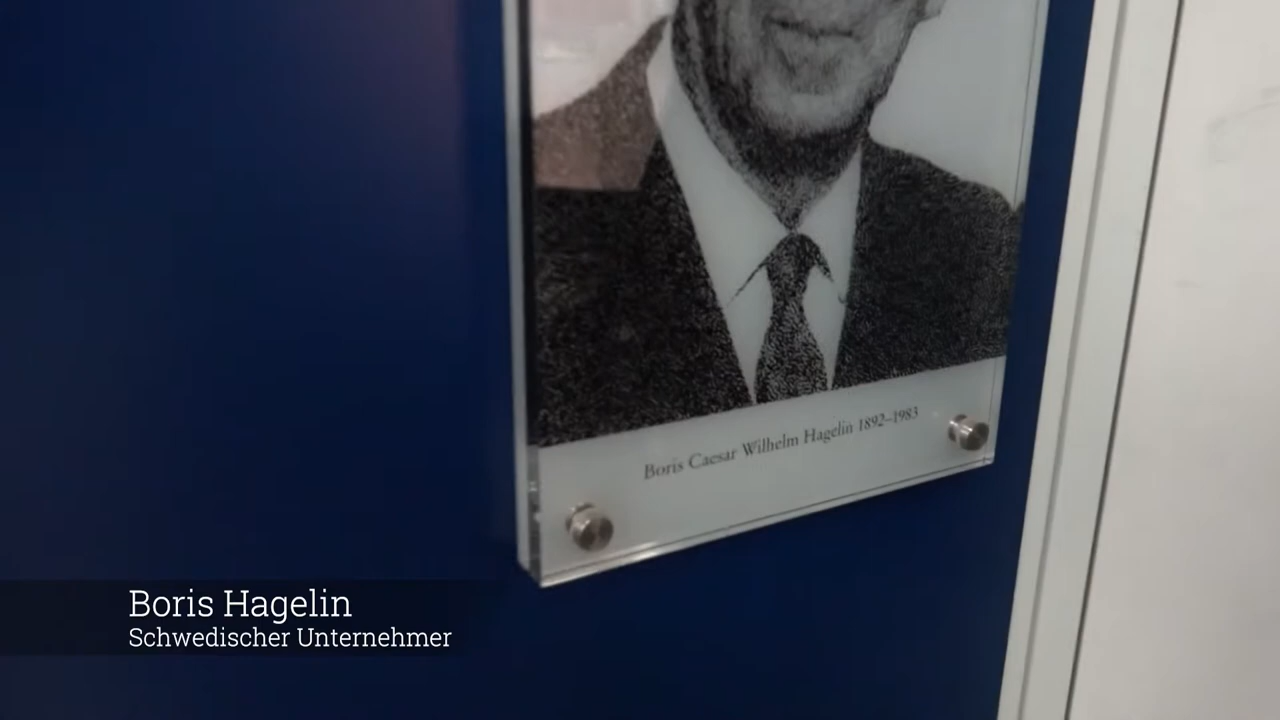 Boris Caesar Wilhelm Hagelin 1892–1983
Boris Hagelin
Schwedischer Unternehmer